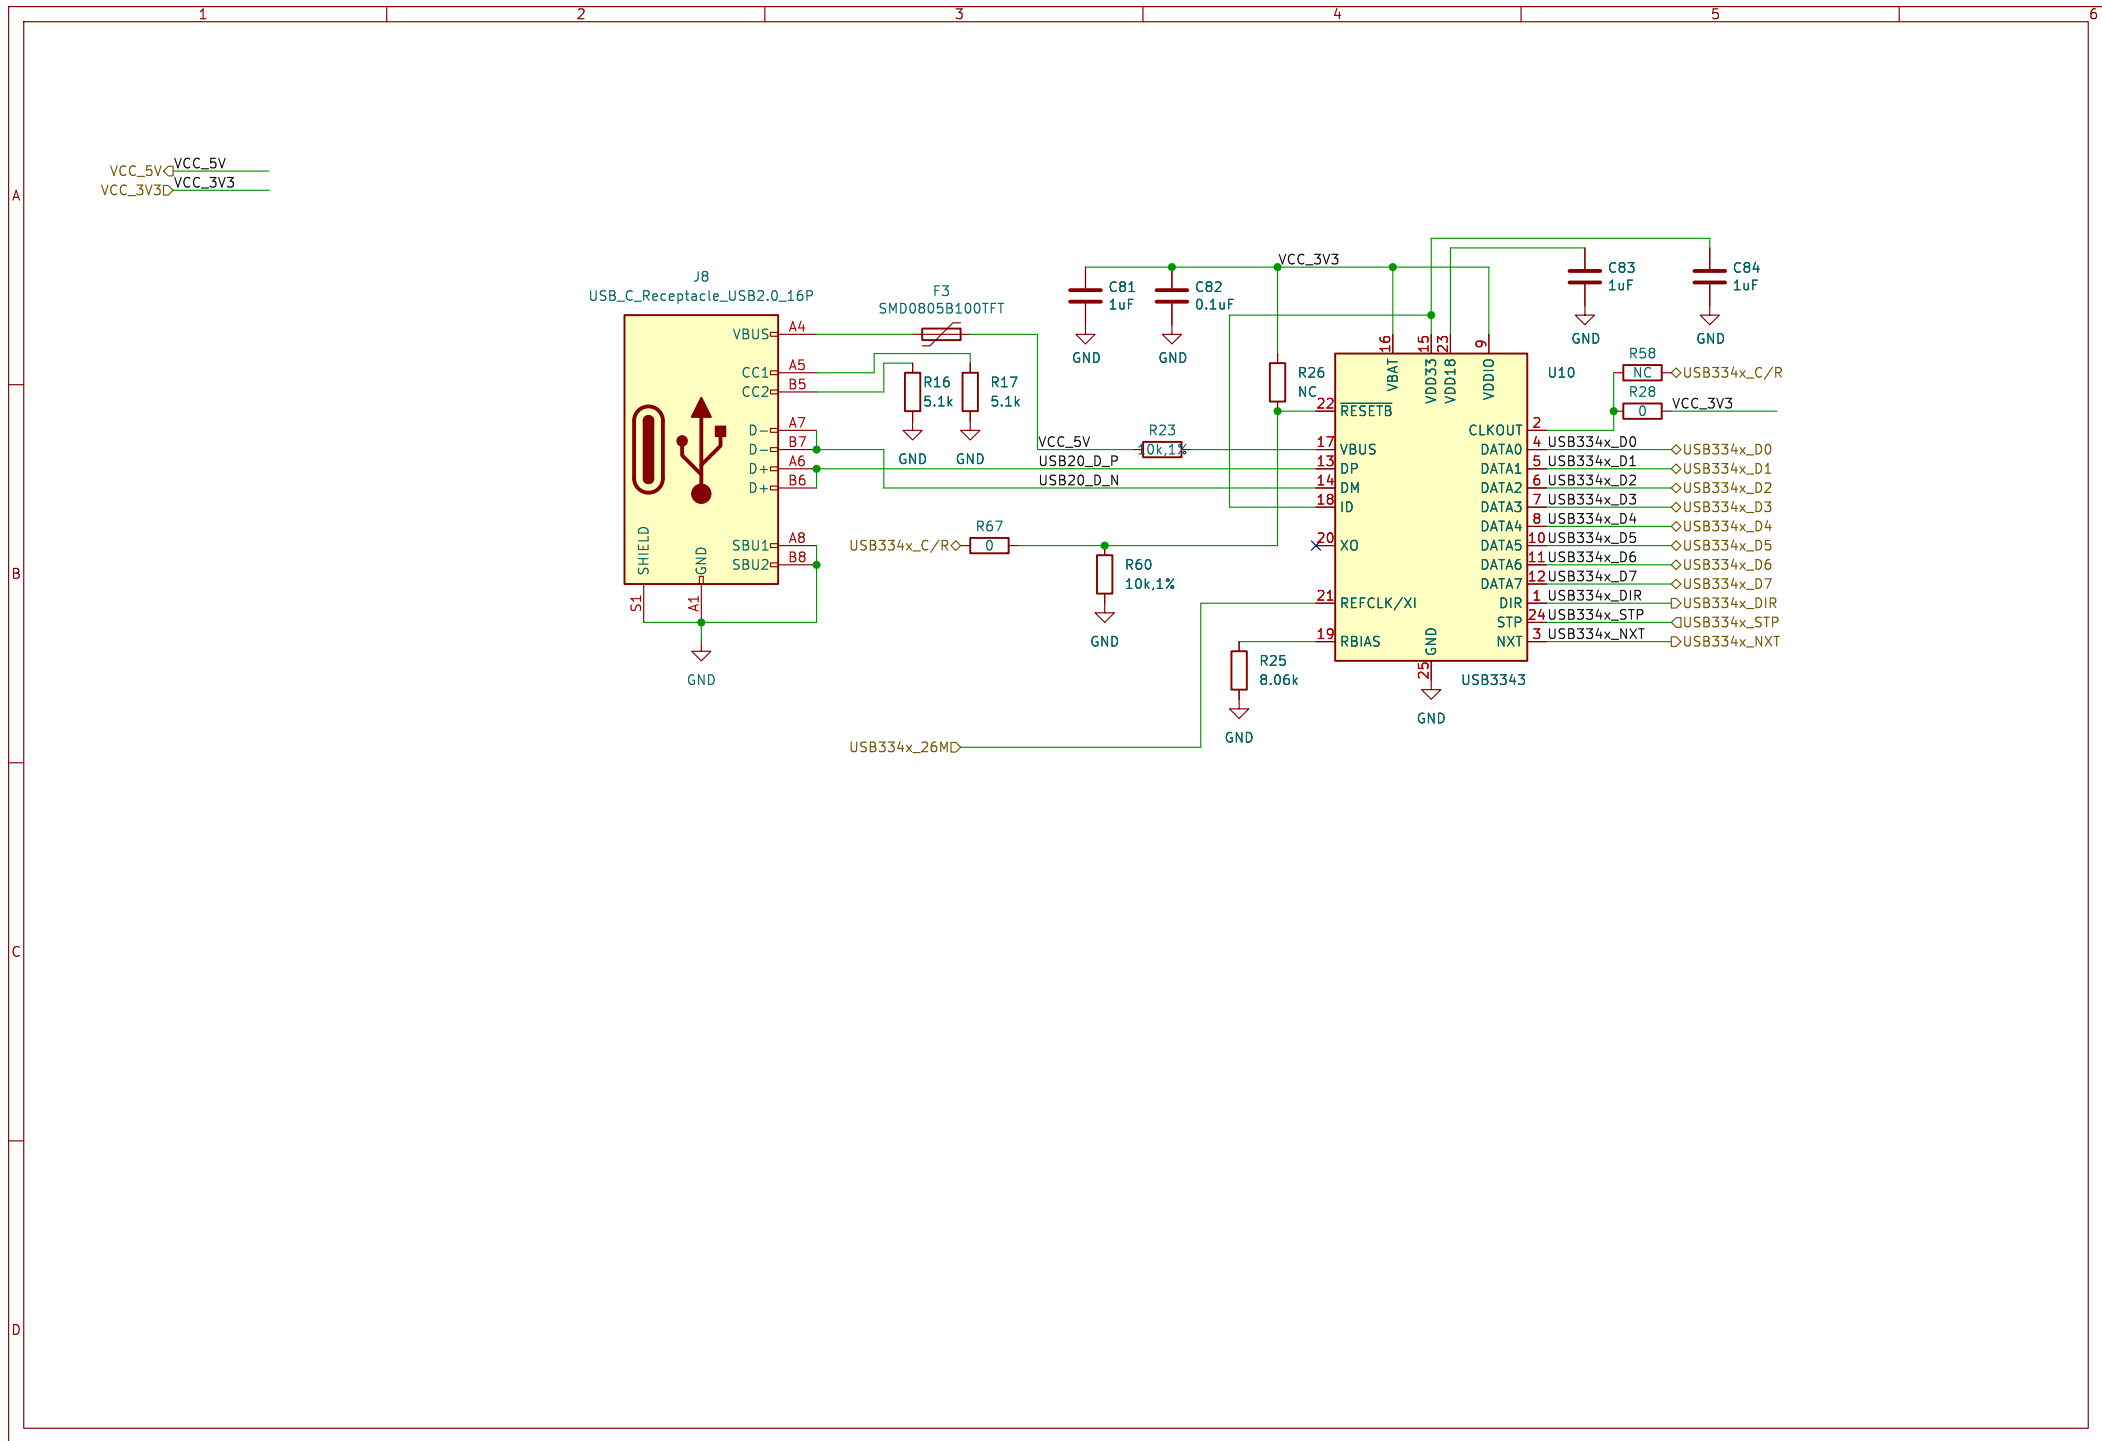 1 2 3 4 5 6
A
B
C
D
VCC_5V VCC_5V
VCC_3V3 VCC_3V3
J8
USB_C_Receptacle_USB2.0_16P
VBUS A4
CC1 A5
CC2 B5
D- A7
D- B7
D+ A6
D+ B6
SBU1 A8
SBU2 B8
SHIELD
GND
S1
A1
GND
F3
SMD0805B100TFT
R16
5.1k
GND
R17
5.1k
GND
VCC_5V
USB20_D_P
USB20_D_N
R23
10k,1%
C81
1uF
GND
C82
0.1uF
GND
VCC_3V3
R26
NC
USB334x_C/R
R67
0
R60
10k,1%
GND
USB334x_26M
R25
8.06k
GND
C83
1uF
GND
C84
1uF
GND
U10
USB3343
16 VBAT
15 VDD33
23 VDD18
9 VDDIO
22 RESETB
17 VBUS
13 DP
14 DM
18 ID
20 XO
21 REFCLK/XI
19 RBIAS
GND
25
GND
R58
NC
USB334x_C/R
R28
0
VCC_3V3
CLKOUT 2
DATA0 4 USB334x_D0 USB334x_D0
DATA1 5 USB334x_D1 USB334x_D1
DATA2 6 USB334x_D2 USB334x_D2
DATA3 7 USB334x_D3 USB334x_D3
DATA4 8 USB334x_D4 USB334x_D4
DATA5 10 USB334x_D5 USB334x_D5
DATA6 11 USB334x_D6 USB334x_D6
DATA7 12 USB334x_D7 USB334x_D7
DIR 1 USB334x_DIR USB334x_DIR
STP 24 USB334x_STP USB334x_STP
NXT 3 USB334x_NXT USB334x_NXT